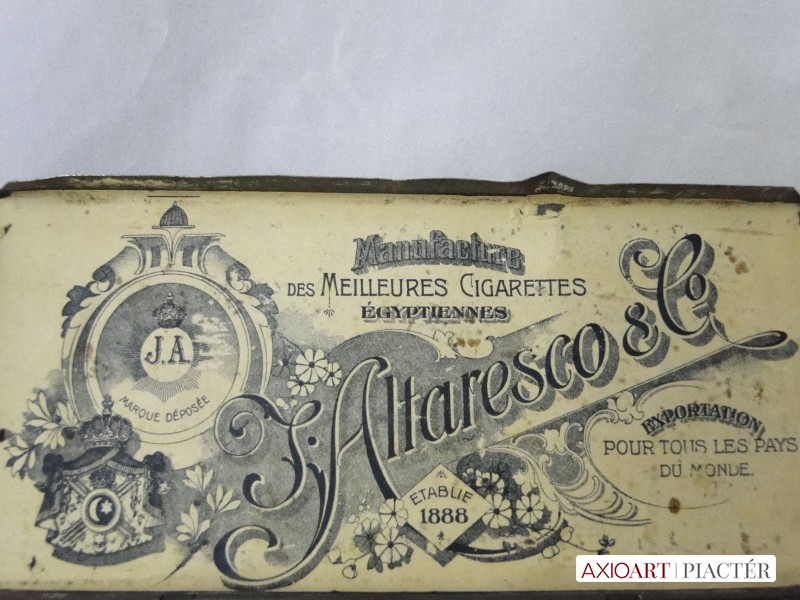 Manufacture
DES MEILLEURES CIGARETTES
ÉGYPTIENNES
J. Altaresco & Co
J.A.
MARQUE DÉPOSÉE
EXPORTATION
POUR TOUS LES PAYS
DU MONDE.
ETABLIE
1888
AXIOART | PIACTÉR